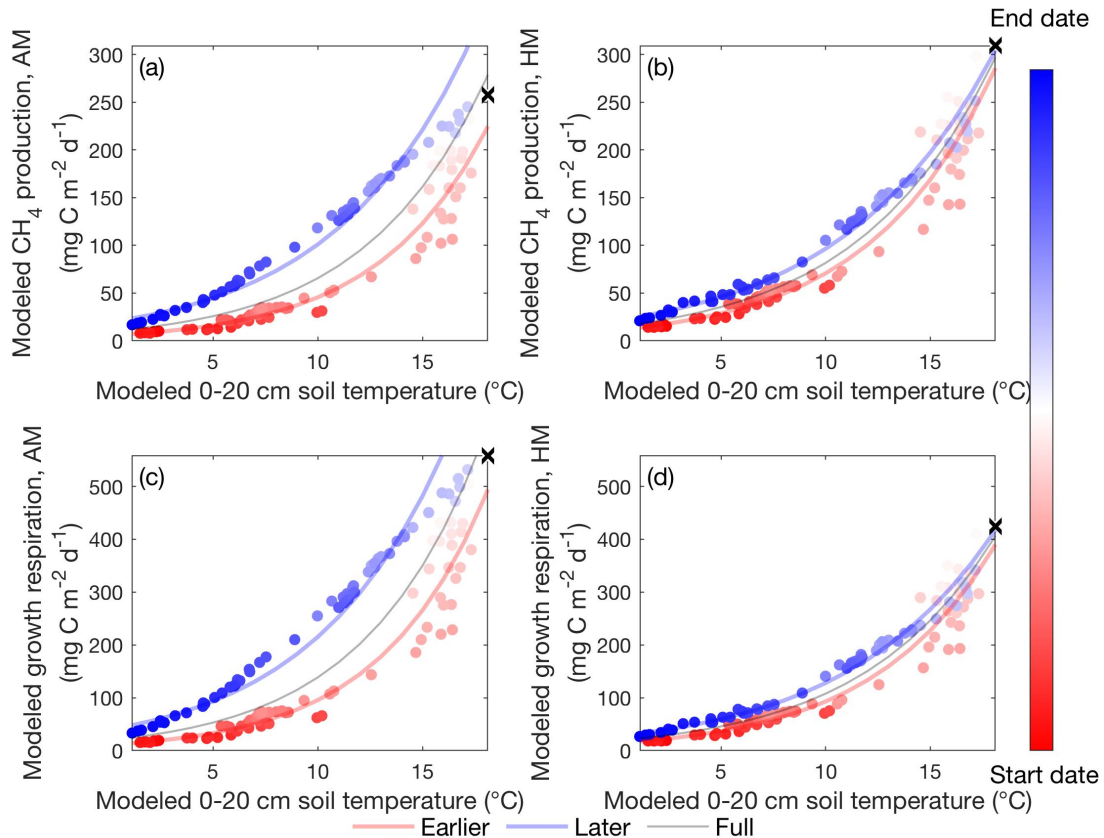 End date
Modeled CH4 production, AM
(mg C m-2 d-1)
(a)
300
250
200
150
100
50
0
5
10
15
Modeled 0-20 cm soil temperature (°C)
Modeled CH4 production, HM
(mg C m-2 d-1)
(b)
300
250
200
150
100
50
0
5
10
15
Modeled 0-20 cm soil temperature (°C)
Modeled growth respiration, AM
(mg C m-2 d-1)
(c)
500
400
300
200
100
0
5
10
15
Modeled 0-20 cm soil temperature (°C)
Modeled growth respiration, HM
(mg C m-2 d-1)
(d)
500
400
300
200
100
0
5
10
15
Modeled 0-20 cm soil temperature (°C)
Start date
Earlier
Later
Full